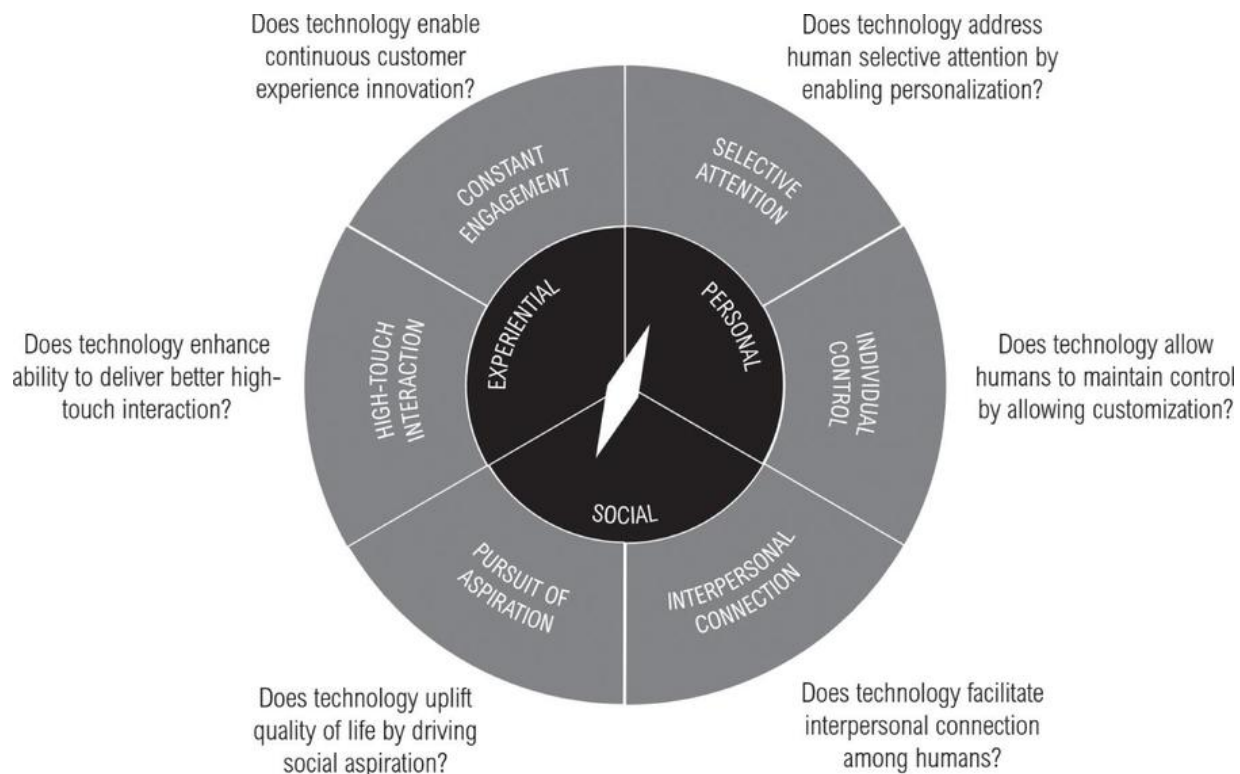 Does technology enable
continuous customer
experience innovation?
Does technology address
human selective attention by
enabling personalization?
CONSTANT
ENGAGEMENT
SELECTIVE
ATTENTION
EXPERIENTIAL
PERSONAL
Does technology enhance
ability to deliver better high-
touch interaction?
HIGH-TOUCH
INTERACTION
INDIVIDUAL
CONTROL
Does technology allow
humans to maintain control
by allowing customization?
SOCIAL
PURSUIT OF
ASPIRATION
INTERPERSONAL
CONNECTION
Does technology uplift
quality of life by driving
social aspiration?
Does technology facilitate
interpersonal connection
among humans?